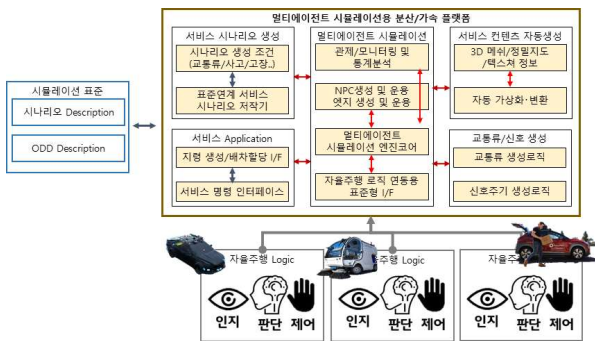 멀티에이전트 시뮬레이션용 분산/가속 플랫폼
시뮬레이션 표준
시나리오 Description
ODD Description
서비스 시나리오 생성
시나리오 생성 조건
(교통류/사고/고장..)
표준연계 서비스
시나리오 저작기
서비스 Application
지령 생성/배차할당 I/F
서비스 명령 인터페이스
멀티에이전트 시뮬레이션
관제/모니터링 및
통계분석
NPC생성 및 운용
엣지 생성 및 운용
멀티에이전트
시뮬레이션 엔진코어
자율주행 로직 연동용
표준형 I/F
서비스 컨텐츠 자동생성
3D 메쉬/정밀지도
/텍스쳐 정보
자동 가상화·변환
교통류/신호 생성
교통류 생성로직
신호주기 생성로직
자율주행 Logic
인지
판단
제어
자율주행 Logic
인지
판단
제어
인지
판단
제어